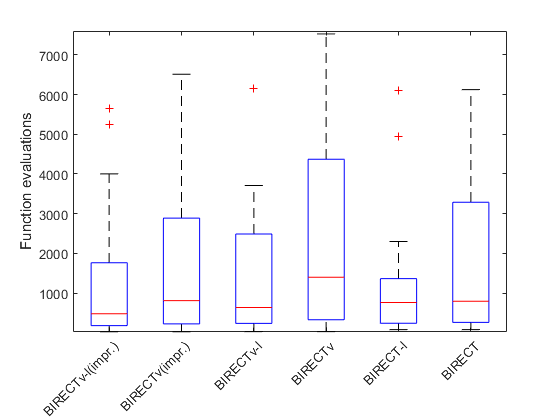 Function evaluations
7000
6000
5000
4000
3000
2000
1000
BIRECTv-l(impr.)
BIRECTv(impr.)
BIRECTv-l
BIRECTv
BIRECT-l
BIRECT